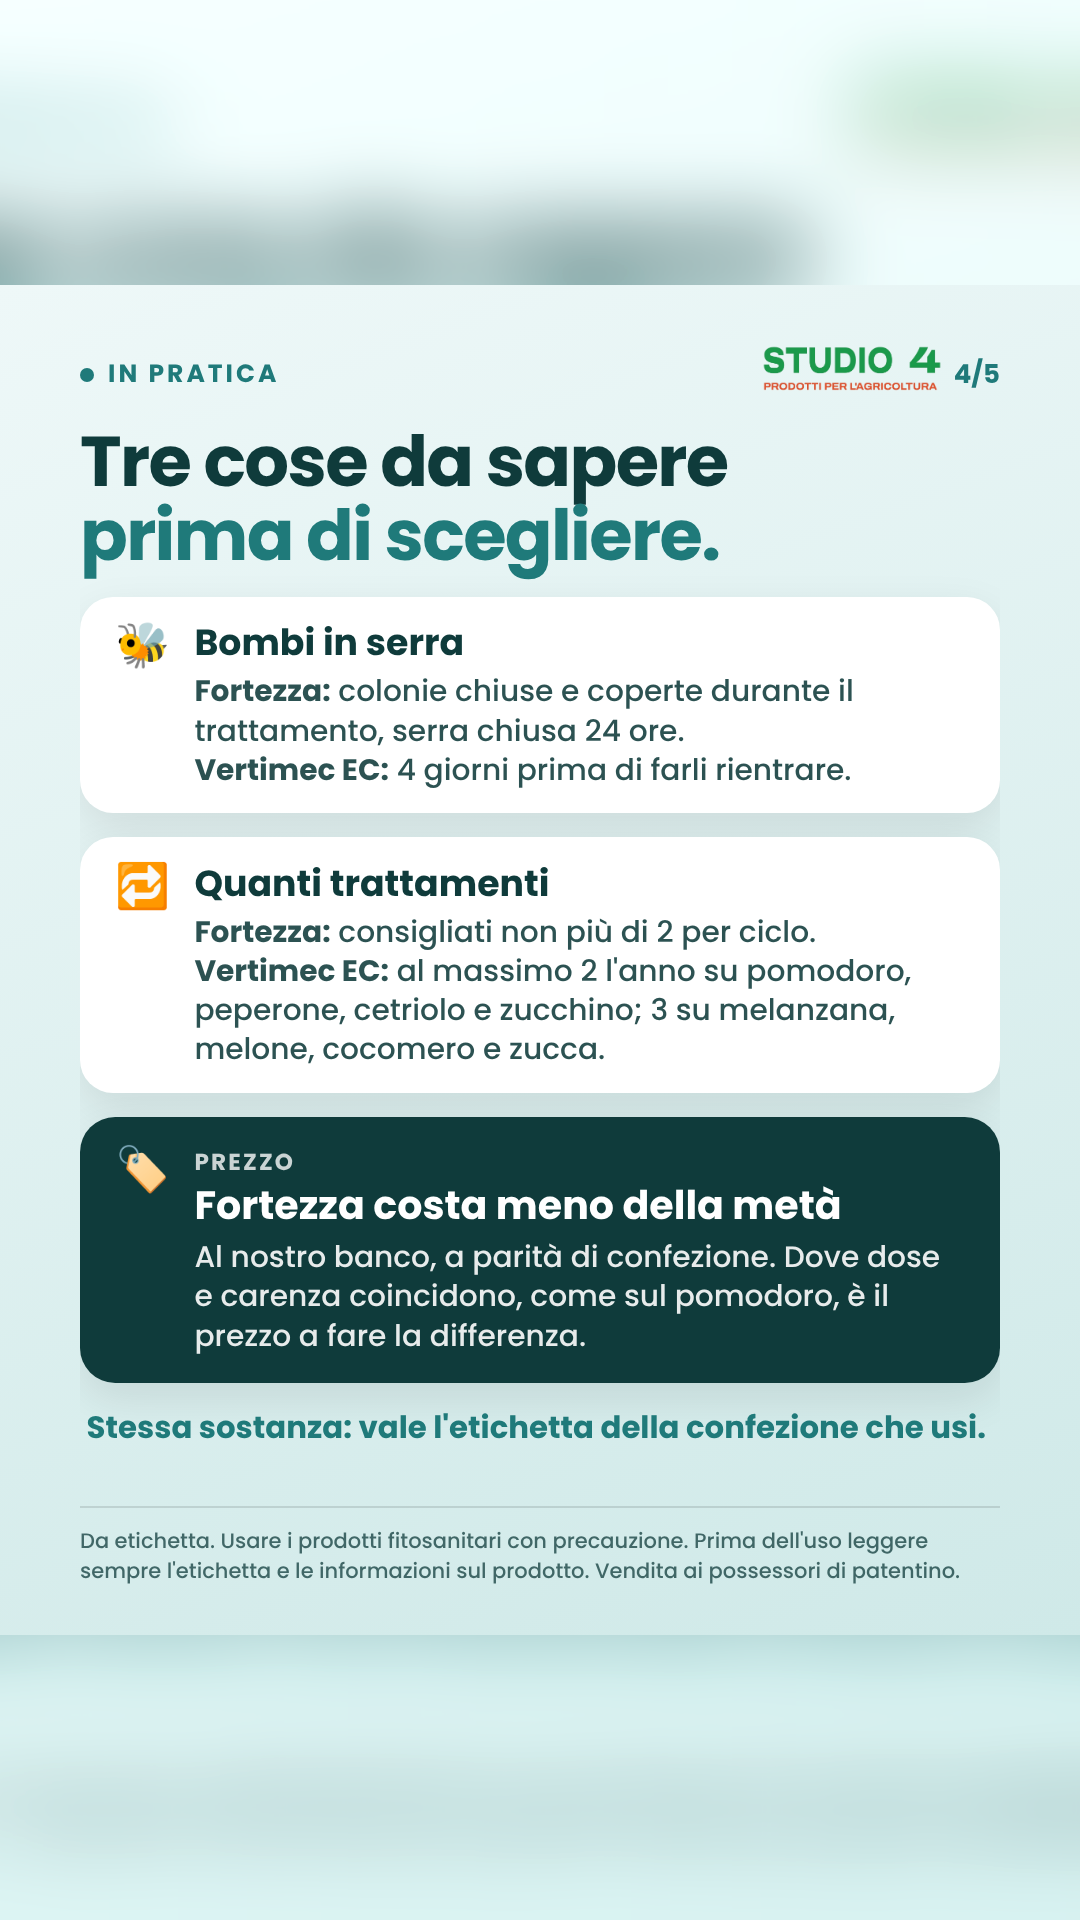 IN PRATICA
STUDIO 4
PRODOTTI PER L'AGRICOLTURA
4/5
Tre cose da sapere
prima di scegliere.
Bombi in serra
Fortezza: colonie chiuse e coperte durante il
trattamento, serra chiusa 24 ore.
Vertimec EC: 4 giorni prima di farli rientrare.
Quanti trattamenti
Fortezza: consigliati non più di 2 per ciclo.
Vertimec EC: al massimo 2 l'anno su pomodoro,
peperone, cetriolo e zucchino; 3 su melanzana,
melone, cocomero e zucca.
PREZZO
Fortezza costa meno della metà
Al nostro banco, a parità di confezione. Dove dose
e carenza coincidono, come sul pomodoro, è il
prezzo a fare la differenza.
Stessa sostanza: vale l'etichetta della confezione che usi.
Da etichetta. Usare i prodotti fitosanitari con precauzione. Prima dell'uso leggere
sempre l'etichetta e le informazioni sul prodotto. Vendita ai possessori di patentino.